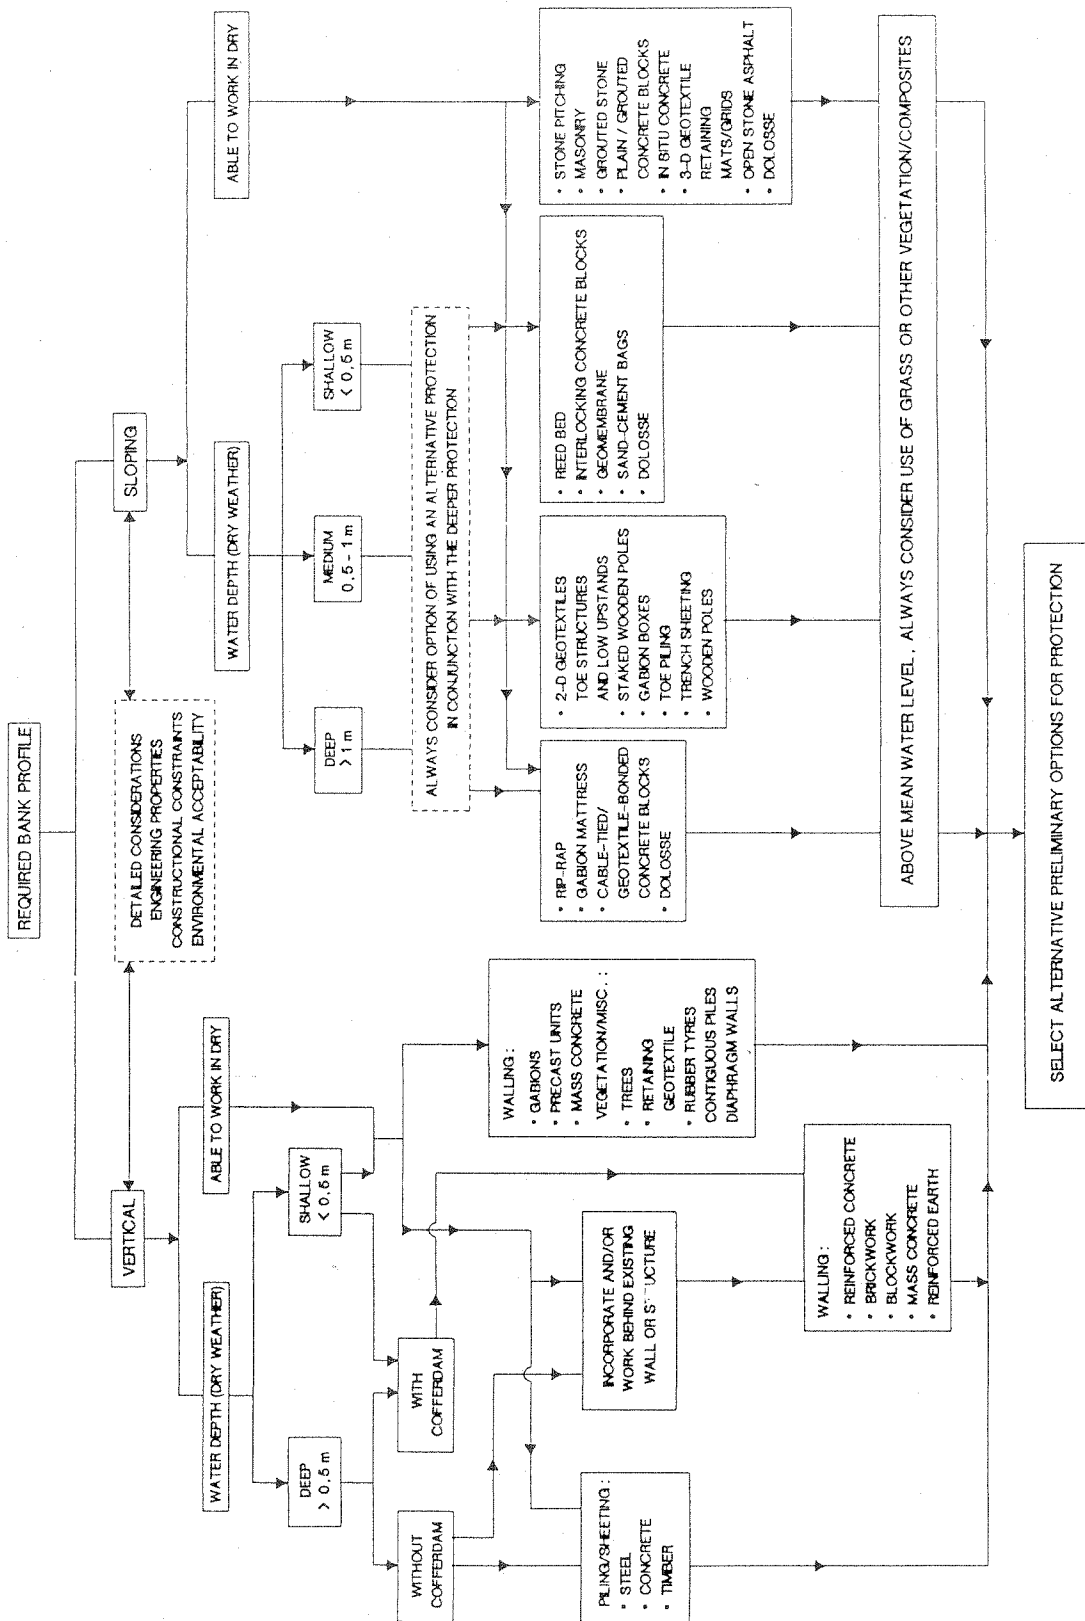 REQUIRED BANK PROFILE
VERTICAL
DETAILED CONSIDERATIONS
ENGINEERING PROPERTIES
CONSTRUCTIONAL CONSTRAINTS
ENVIRONMENTAL ACCEPTABILITY
SLOPING
WATER DEPTH (DRY WEATHER)
ABLE TO WORK IN DRY
WATER DEPTH (DRY WEATHER)
ABLE TO WORK IN DRY
DEEP
> 0,5 m
SHALLOW
< 0,5 m
DEEP
> 1 m
MEDIUM
0,5 - 1 m
SHALLOW
< 0,5 m
WITHOUT
COFFERDAM
WITH
COFFERDAM
ALWAYS CONSIDER OPTION OF USING AN ALTERNATIVE PROTECTION
IN CONJUNCTION WITH THE DEEPER PROTECTION
PILING/SHEETING :
• STEEL
• CONCRETE
• TIMBER
INCORPORATE AND/OR
WORK BEHIND EXISTING
WALL OR STRUCTURE
WALLING :
• GABIONS
• PRECAST UNITS
• MASS CONCRETE
VEGETATION/MISC. :
• TREES
• RETAINING
GEOTEXTILE
• RUBBER TYRES
CONTIGUOUS PILES
DIAPHRAGM WALLS
• RIP-RAP
• GABION MATTRESS
• CABLE-TIED/
GEOTEXTILE-BONDED
CONCRETE BLOCKS
• DOLOSSE
• 2-D GEOTEXTILES
TOE STRUCTURES
AND LOW UPSTANDS
• STAKED WOODEN POLES
• GABION BOXES
• TOE PILING
• TRENCH SHEETING
• WOODEN POLES
• REED BED
• INTERLOCKING CONCRETE BLOCKS
• GEOMEMBRANE
• SAND-CEMENT BAGS
• DOLOSSE
• STONE PITCHING
• MASONRY
• GROUTED STONE
• PLAIN / GROUTED
CONCRETE BLOCKS
• IN SITU CONCRETE
• 3-D GEOTEXTILE
RETAINING
MATS/GRIDS
• OPEN STONE ASPHALT
• DOLOSSE
WALLING :
• REINFORCED CONCRETE
• BRICKWORK
• BLOCKWORK
• MASS CONCRETE
• REINFORCED EARTH
ABOVE MEAN WATER LEVEL, ALWAYS CONSIDER USE OF GRASS OR OTHER VEGETATION/COMPOSITES
SELECT ALTERNATIVE PRELIMINARY OPTIONS FOR PROTECTION